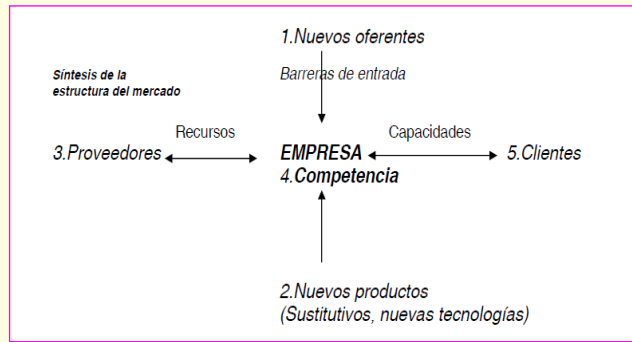 1.Nuevos oferentes
Síntesis de la
estructura del mercado
Barreras de entrada
Recursos
Capacidades
3.Proveedores
EMPRESA
5.Clientes
4.Competencia
2.Nuevos productos
(Sustitutivos, nuevas tecnologías)